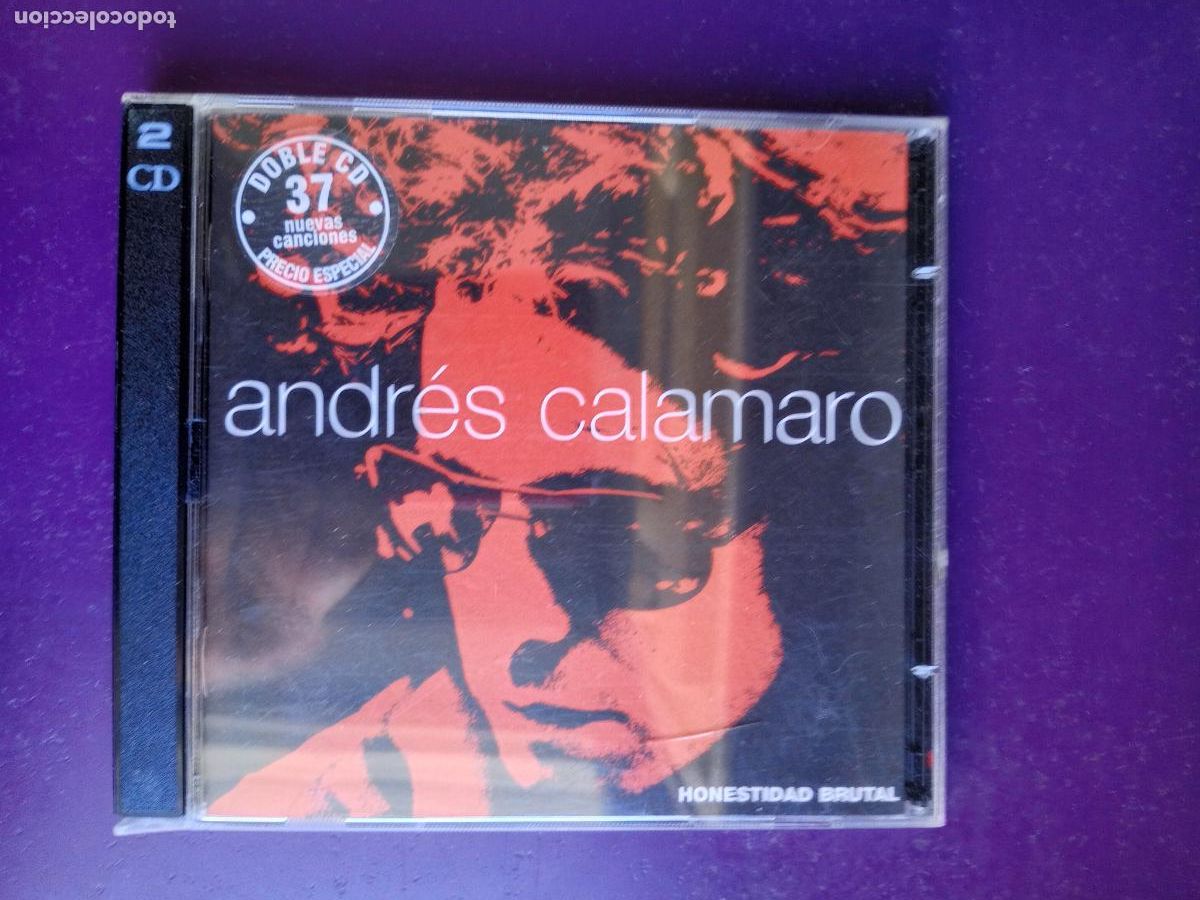 todocoleccion
2
CD
DOBLE CD
37
nuevas
canciones
PRECIO ESPECIAL
andrés calamaro
HONESTIDAD BRUTAL